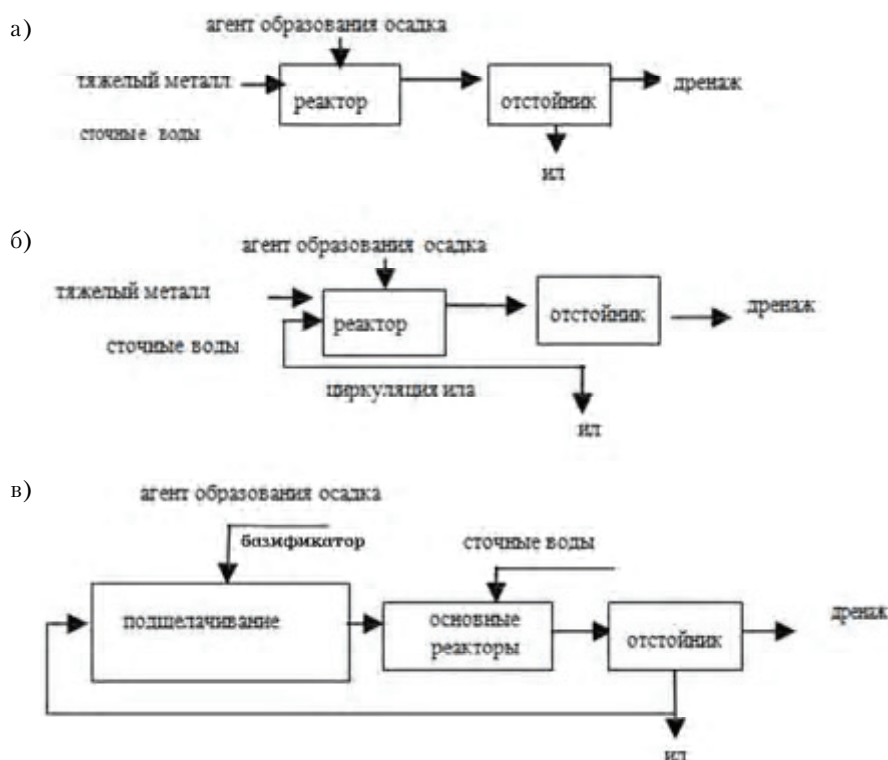 а)
агент образования осадка
тяжелый металл
реактор
отстойник
дренаж
сточные воды
ил
б)
агент образования осадка
тяжелый металл
реактор
отстойник
дренаж
сточные воды
циркуляция ила
ил
в)
агент образования осадка
базификатор
сточные воды
подшелачивание
основные
реакторы
отстойник
дренаж
ил